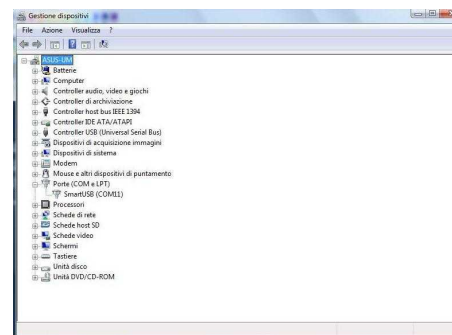 Gestione dispositivi
File Azione Visualizza ?
ASUS-UM
Batterie
Computer
Controller audio, video e giochi
Controller di archiviazione
Controller host bus IEEE 1394
Controller IDE ATA/ATAPI
Controller USB (Universal Serial Bus)
Dispositivi di acquisizione immagini
Dispositivi di sistema
Modem
Mouse e altri dispositivi di puntamento
Porte (COM e LPT)
SmartUSB (COM11)
Processori
Schede di rete
Schede host SD
Schede video
Schermi
Tastiere
Unità disco
Unità DVD/CD-ROM